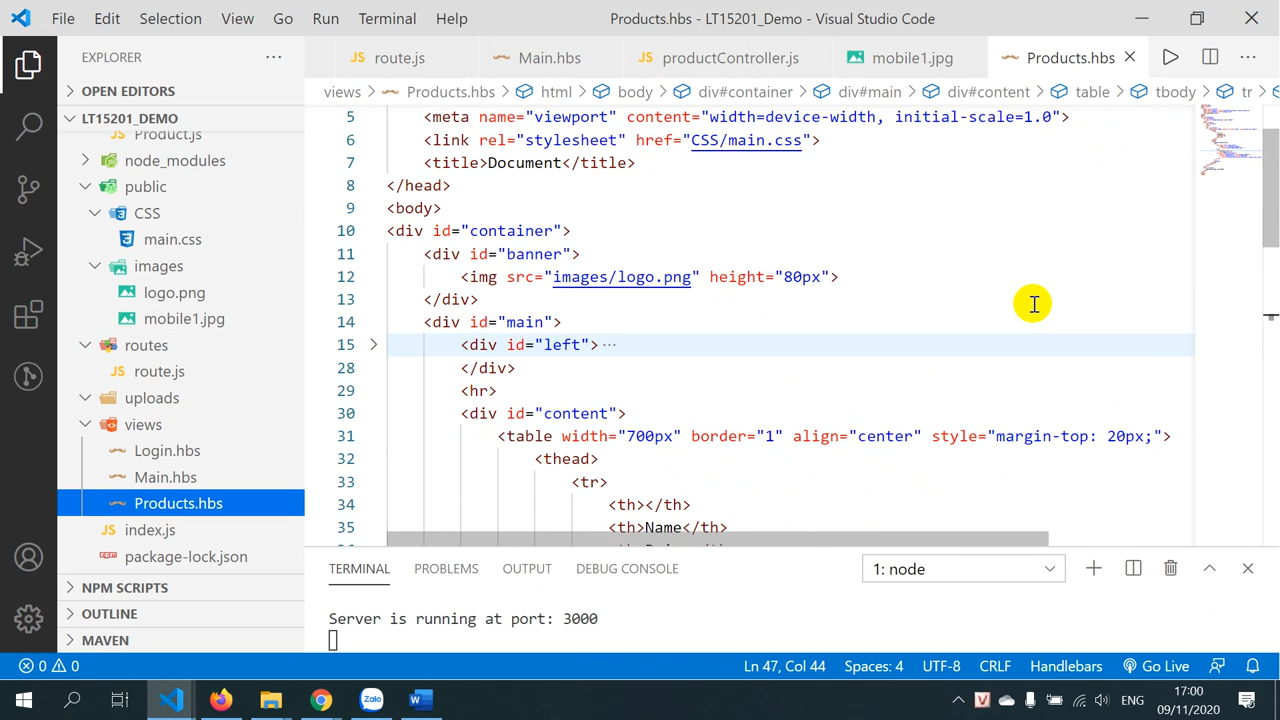 File Edit Selection View Go Run Terminal Help Products.hbs - LT15201_Demo - Visual Studio Code
EXPLORER
OPEN EDITORS
LT15201_DEMO
Product.js
node_modules
public
CSS
main.css
images
logo.png
mobile1.jpg
routes
route.js
uploads
views
Login.hbs
Main.hbs
Products.hbs
index.js
package-lock.json
NPM SCRIPTS
OUTLINE
MAVEN
route.js Main.hbs productController.js mobile1.jpg Products.hbs
views Products.hbs html body div#container div#main div#content table tbody tr
5 <meta name="viewport" content="width=device-width, initial-scale=1.0">
6 <link rel="stylesheet" href="CSS/main.css">
7 <title>Document</title>
8 </head>
9 <body>
10 <div id="container">
11 <div id="banner">
12 <img src="images/logo.png" height="80px">
13 </div>
14 <div id="main">
15 <div id="left"> ···
28 </div>
29 <hr>
30 <div id="content">
31 <table width="700px" border="1" align="center" style="margin-top: 20px;">
32 <thead>
33 <tr>
34 <th></th>
35 <th>Name</th>
TERMINAL PROBLEMS OUTPUT DEBUG CONSOLE 1: node
Server is running at port: 3000
0 0 Ln 47, Col 44 Spaces: 4 UTF-8 CRLF Handlebars Go Live
Zalo ENG 17:00
09/11/2020